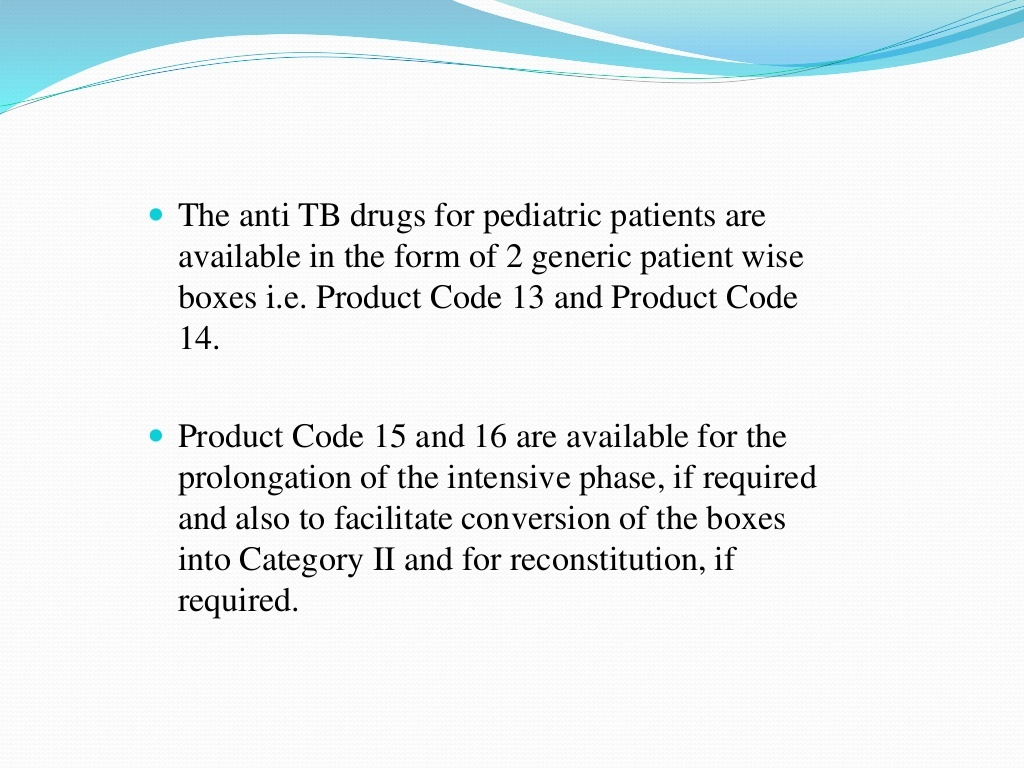 • The anti TB drugs for pediatric patients are
available in the form of 2 generic patient wise
boxes i.e. Product Code 13 and Product Code
14.
• Product Code 15 and 16 are available for the
prolongation of the intensive phase, if required
and also to facilitate conversion of the boxes
into Category II and for reconstitution, if
required.